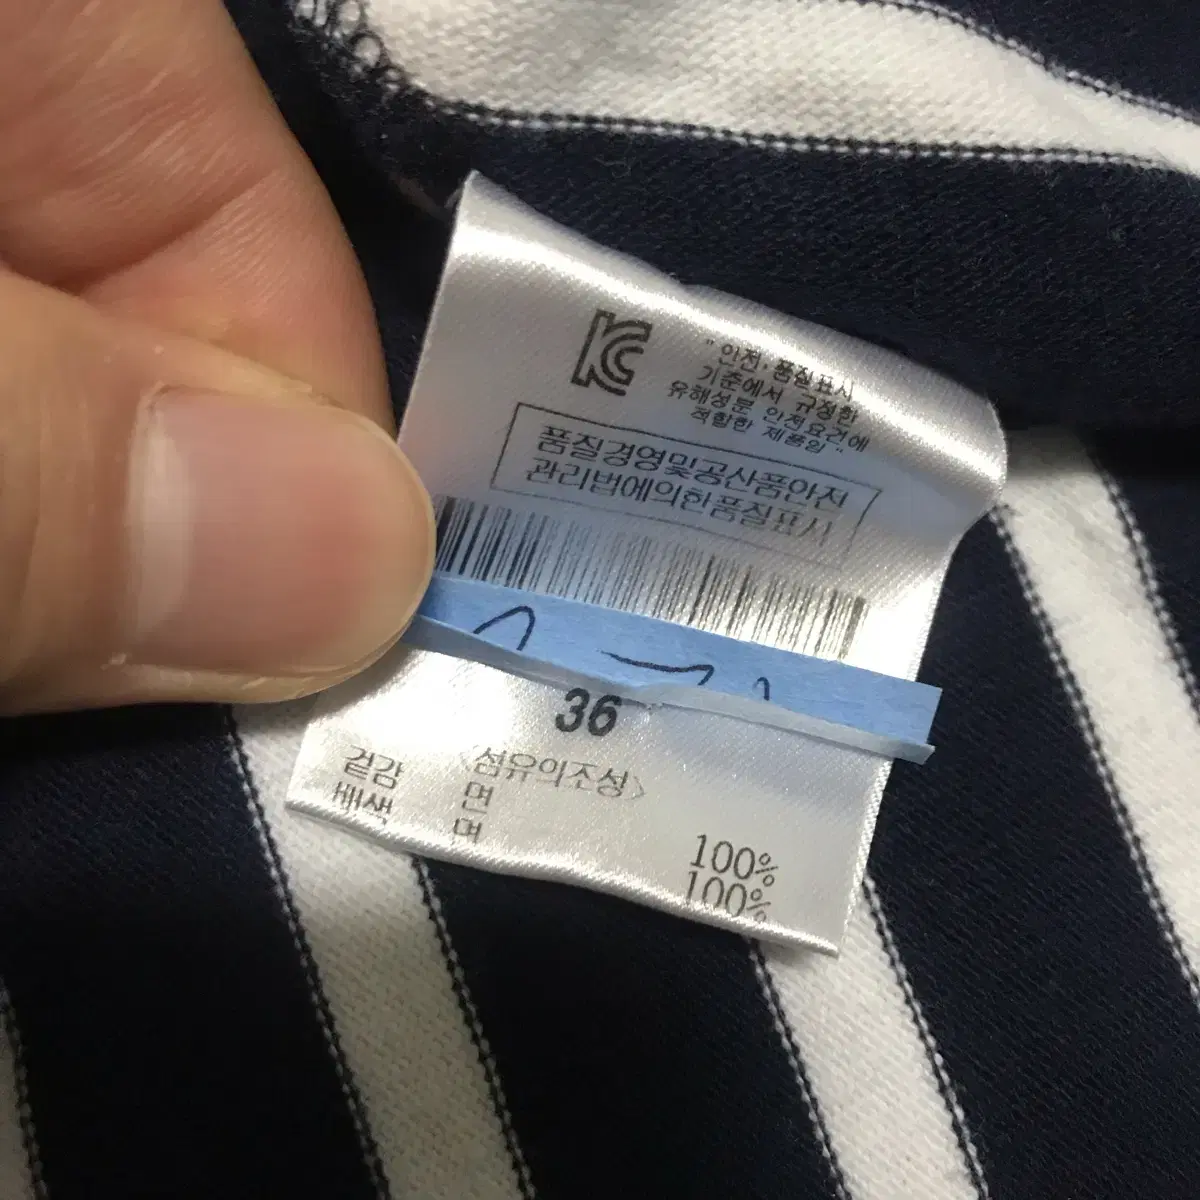 KC
" 안전·품질표시
기준에서 규정한
유해성분 안전요건에
적합한 제품임 "
품질경영및공산품안전
관리법에의한품질표시
36
<섬유의조성>
겉감 면 100%
배색 면 100%